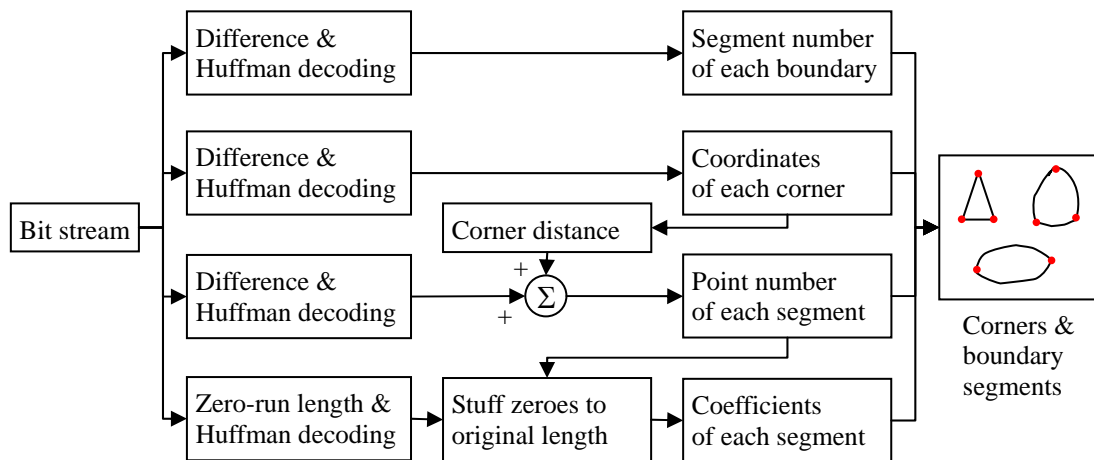 Difference &
Huffman decoding
Segment number
of each boundary
Difference &
Huffman decoding
Coordinates
of each corner
Bit stream
Corner distance
+
Difference &
Huffman decoding
+
Σ
Point number
of each segment
Corners &
boundary
segments
Zero-run length &
Huffman decoding
Stuff zeroes to
original length
Coefficients
of each segment